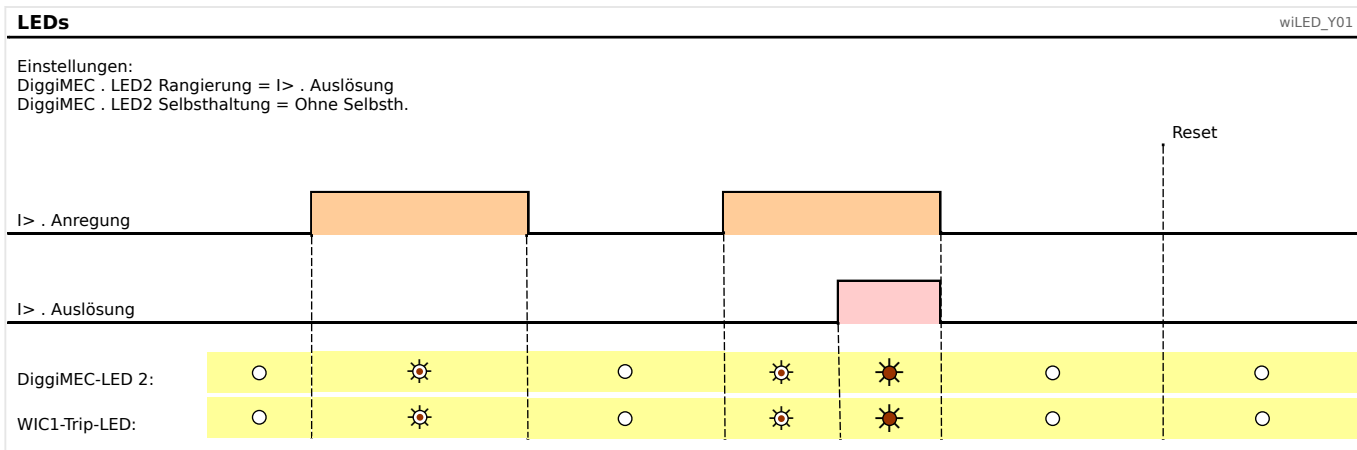 LEDs
wiLED_Y01
Einstellungen:
DiggiMEC . LED2 Rangierung = I> . Auslösung
DiggiMEC . LED2 Selbsthaltung = Ohne Selbsth.
Reset
I> . Anregung
I> . Auslösung
DiggiMEC-LED 2:
WIC1-Trip-LED: